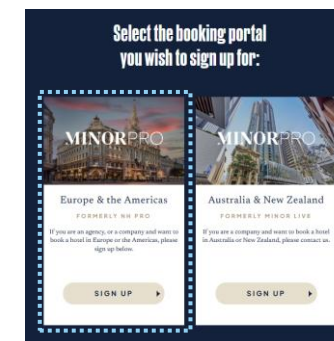 Select the booking portal
you wish to sign up for:
MINORPRO
Europe & the Americas
FORMERLY NH PRO
If you are an agency, or a company and want to
book a hotel in Europe or the Americas, please
sign up below.
SIGN UP
MINORPRO
Australia & New Zealand
FORMERLY MINOR LIVE
If you are a company and want to book a hotel
in Australia or New Zealand, please contact us.
SIGN UP